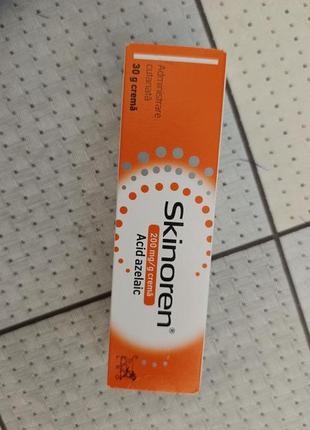 Skinoren®
200 mg/g cremă
Acid azelaic
Administrare
cutanată
30 g cremă